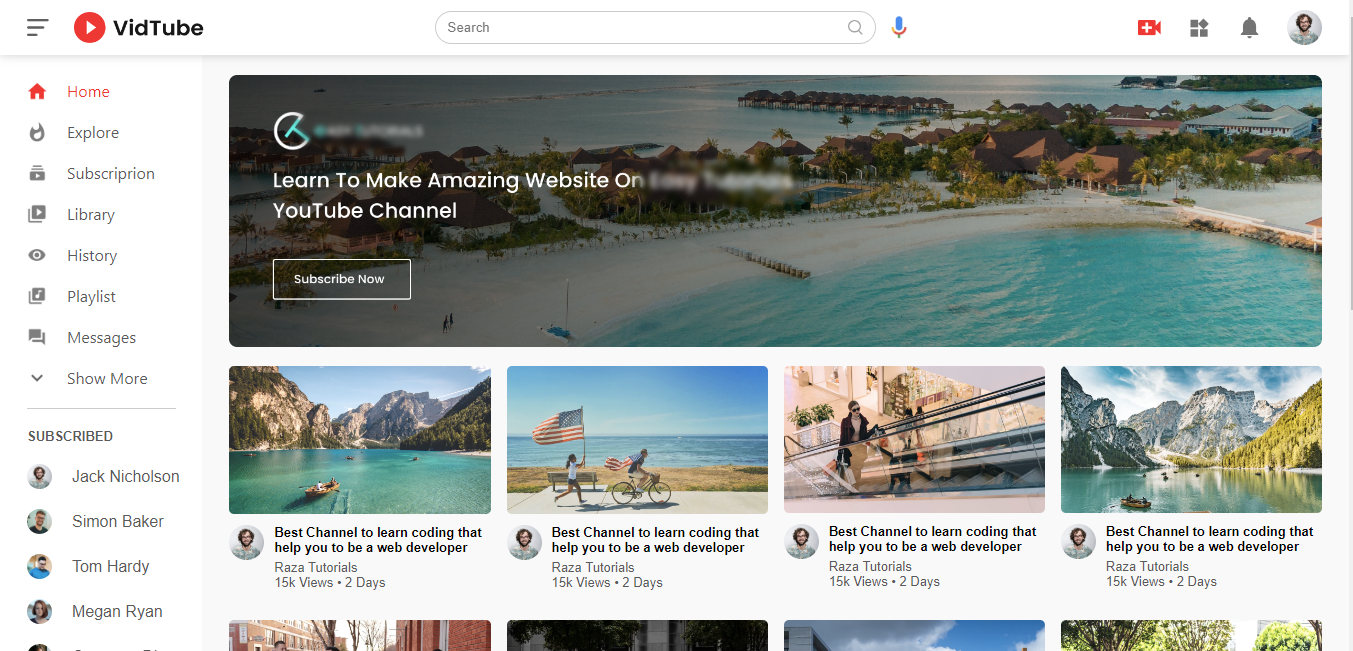 VidTube
Search
Home
Explore
Subscriprion
Library
History
Playlist
Messages
Show More
SUBSCRIBED
Jack Nicholson
Simon Baker
Tom Hardy
Megan Ryan
Learn To Make Amazing Website On
YouTube Channel
Subscribe Now
Best Channel to learn coding that
help you to be a web developer
Raza Tutorials
15k Views • 2 Days
Best Channel to learn coding that
help you to be a web developer
Raza Tutorials
15k Views • 2 Days
Best Channel to learn coding that
help you to be a web developer
Raza Tutorials
15k Views • 2 Days
Best Channel to learn coding that
help you to be a web developer
Raza Tutorials
15k Views • 2 Days